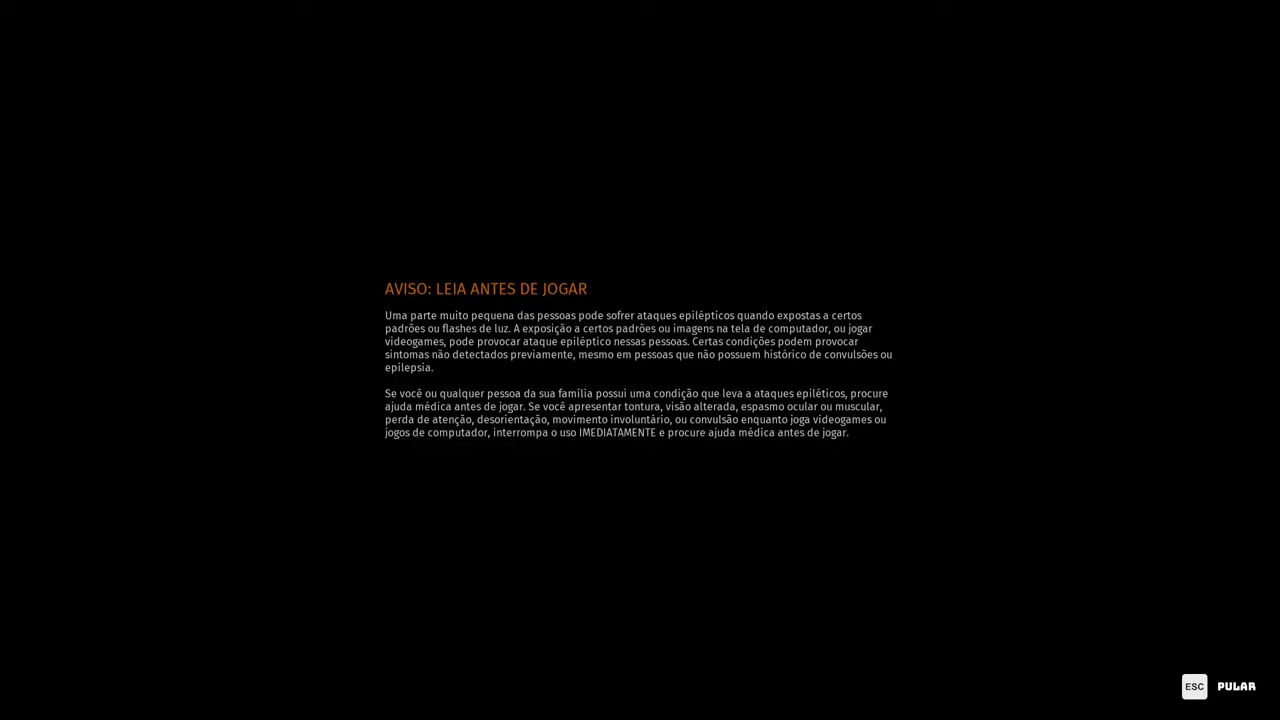 AVISO: LEIA ANTES DE JOGAR
Uma parte muito pequena das pessoas pode sofrer ataques epilépticos quando expostas a certos
padrões ou flashes de luz. A exposição a certos padrões ou imagens na tela de computador, ou jogar
videogames, pode provocar ataque epiléptico nessas pessoas. Certas condições podem provocar
sintomas não detectados previamente, mesmo em pessoas que não possuem histórico de convulsões ou
epilepsia.
Se você ou qualquer pessoa da sua família possui uma condição que leva a ataques epiléticos, procure
ajuda médica antes de jogar. Se você apresentar tontura, visão alterada, espasmo ocular ou muscular,
perda de atenção, desorientação, movimento involuntário, ou convulsão enquanto joga videogames ou
jogos de computador, interrompa o uso IMEDIATAMENTE e procure ajuda médica antes de jogar.
ESC PULAR